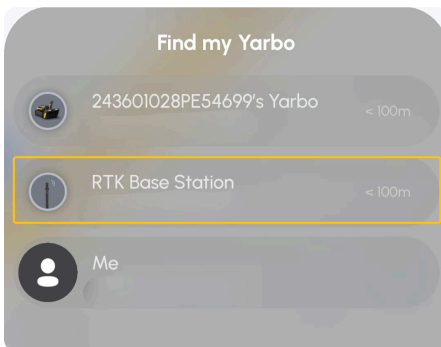 Find my Yarbo
243601028PE54699's Yarbo
< 100m
RTK Base Station
< 100m
Me